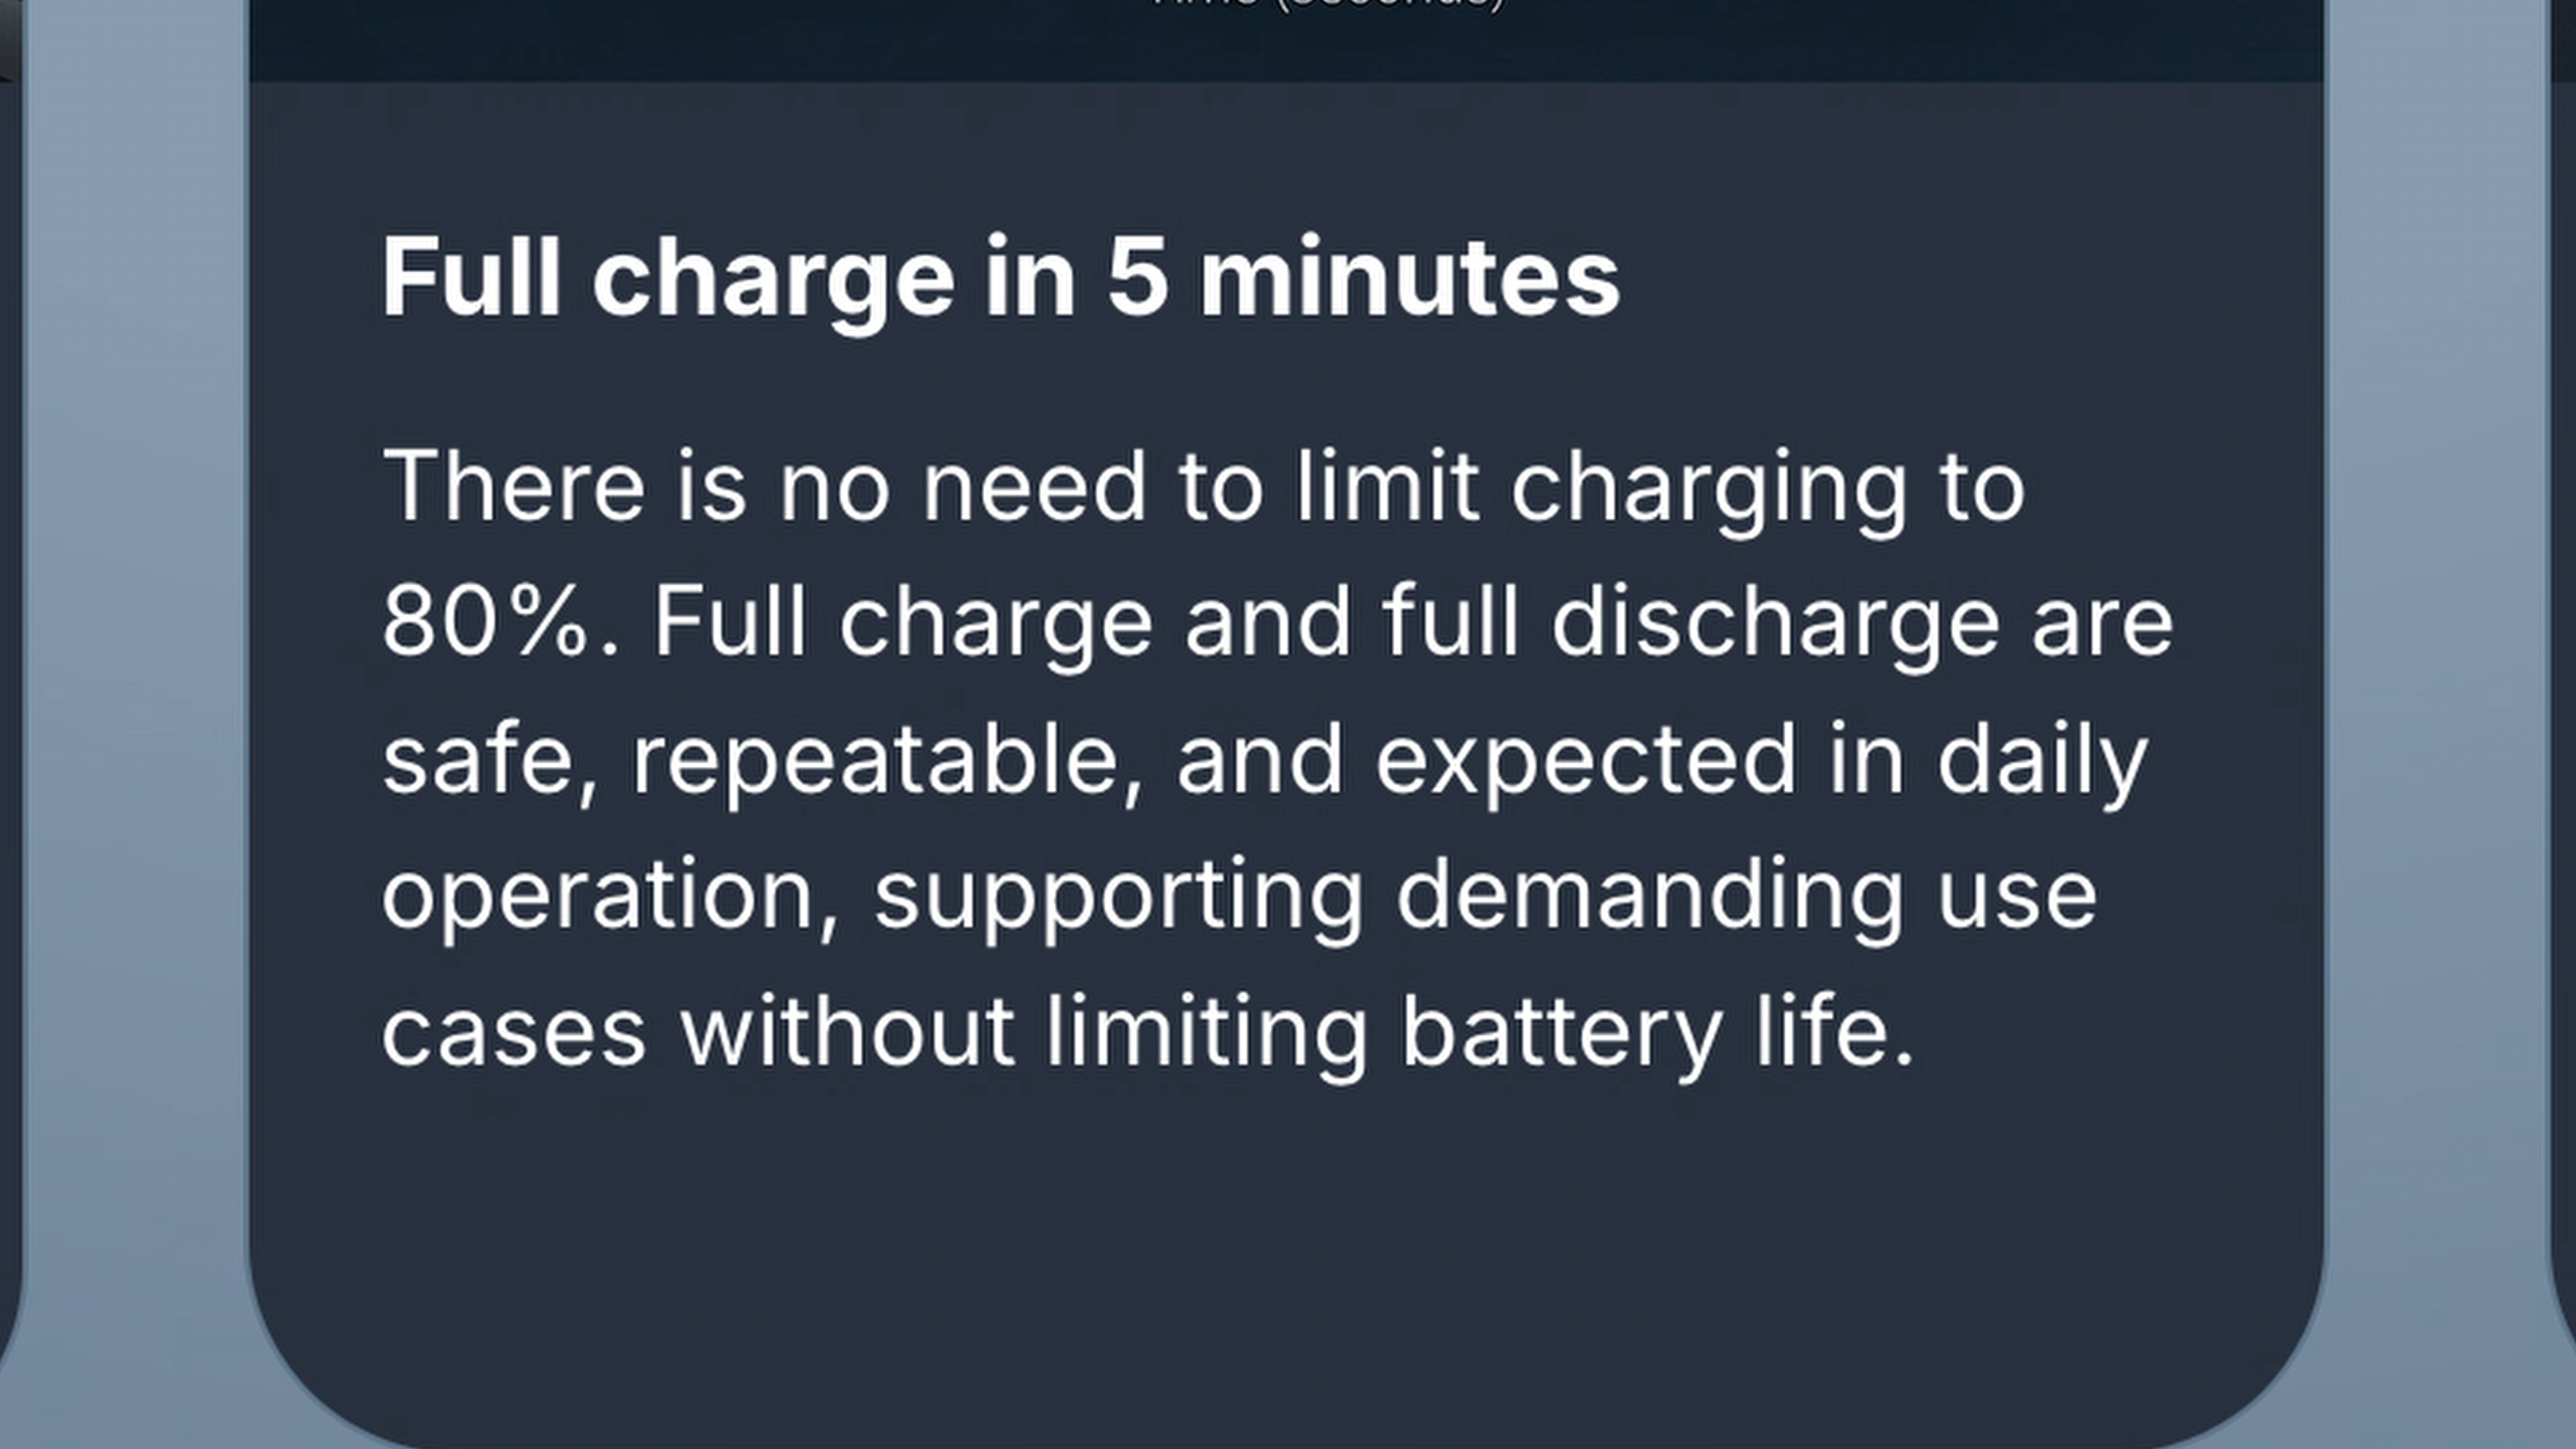 Full charge in 5 minutes
There is no need to limit charging to
80%. Full charge and full discharge are
safe, repeatable, and expected in daily
operation, supporting demanding use
cases without limiting battery life.